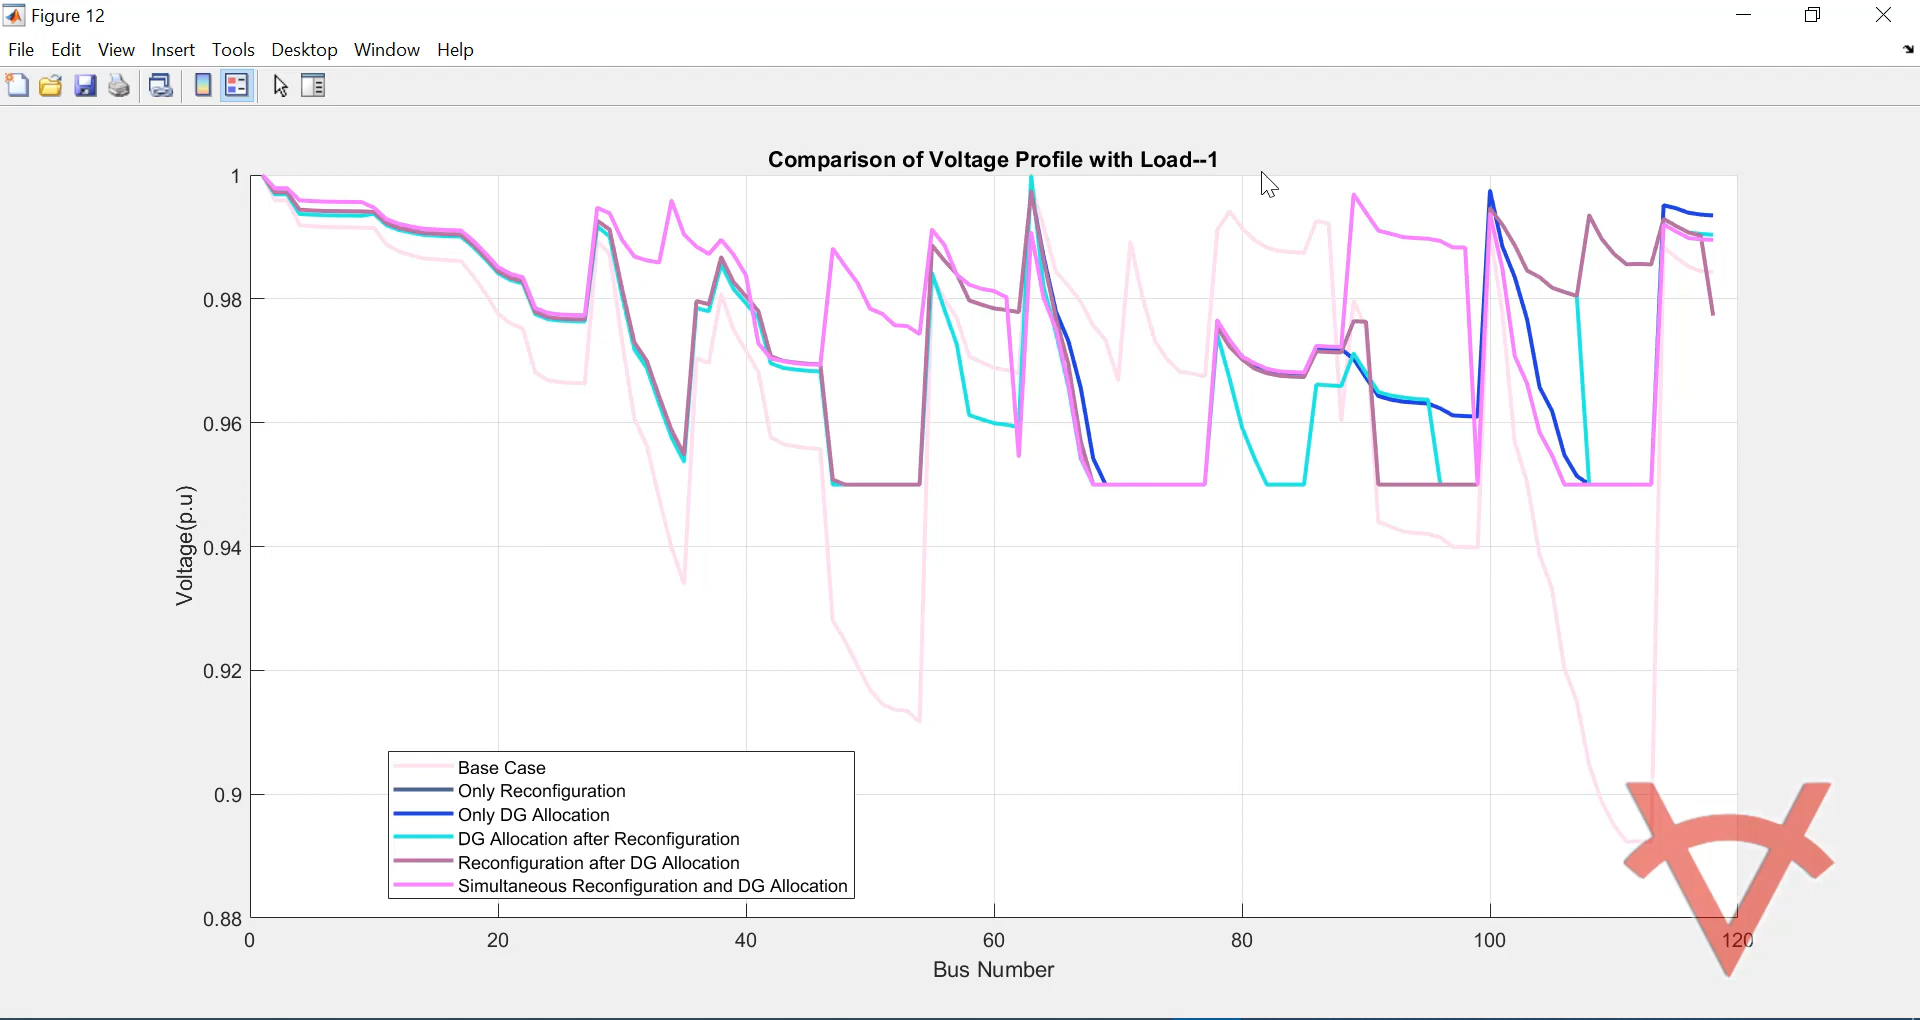 Figure 12
File Edit View Insert Tools Desktop Window Help
Comparison of Voltage Profile with Load--1
1
0.98
0.96
0.94
0.92
0.9
0.88
Voltage(p.u)
Base Case
Only Reconfiguration
Only DG Allocation
DG Allocation after Reconfiguration
Reconfiguration after DG Allocation
Simultaneous Reconfiguration and DG Allocation
0 20 40 60 80 100 120
Bus Number